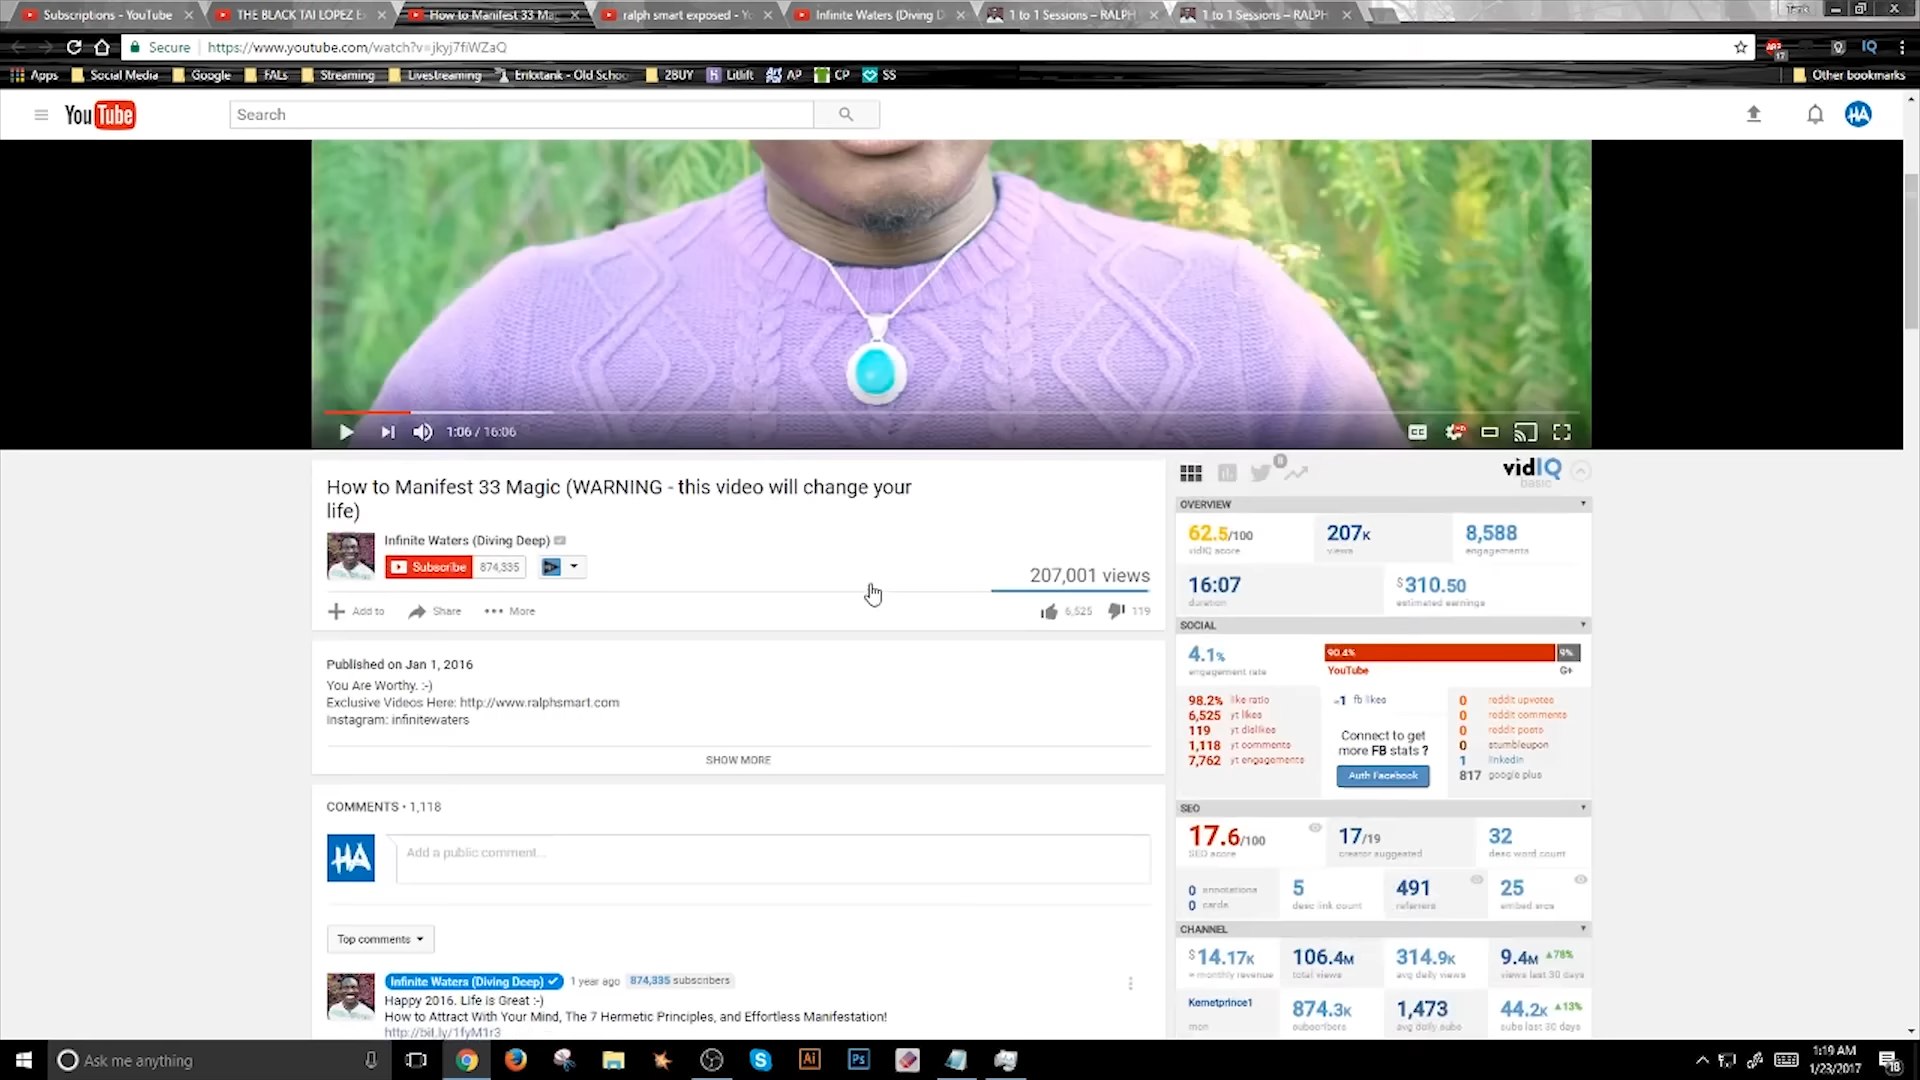 Subscriptions - YouTube
THE BLACK TAI LOPEZ E
How to Manifest 33 Ma
ralph smart exposed - Yo
Infinite Waters (Diving D
1 to 1 Sessions – RALPH
1 to 1 Sessions – RALPH
Secure
https://www.youtube.com/watch?v=jkyj7fiWZaQ
17
IQ
Apps
Social Media
Google
FALs
Streaming
Livestreaming
Erikxtank - Old Schoo
2BUY
Litlift
AP
CP
SS
Other bookmarks
YouTube
Search
HA
1:06 / 16:06
CC
How to Manifest 33 Magic (WARNING - this video will change your
life)
Infinite Waters (Diving Deep)
Subscribe
874,335
207,001 views
Add to
Share
More
6,525
119
Published on Jan 1, 2016
You Are Worthy. :-)
Exclusive Videos Here: http://www.ralphsmart.com
Instagram: infinitewaters
SHOW MORE
COMMENTS • 1,118
HA
Add a public comment...
Top comments
Infinite Waters (Diving Deep)
1 year ago
874,335 subscribers
Happy 2016. Life is Great :-)
How to Attract With Your Mind, The 7 Hermetic Principles, and Effortless Manifestation!
http://bit.ly/1fyM1r3
vidIQ
basic
OVERVIEW
62.5/100
vidIQ score
207K
views
8,588
engagements
16:07
duration
$310.50
estimated earnings
SOCIAL
4.1%
engagement rate
90.4%
9%
YouTube
G+
98.2% like ratio
6,525 yt likes
119 yt dislikes
1,118 yt comments
7,762 yt engagements
-1 fb likes
Connect to get
more FB stats ?
Auth Facebook
0 reddit upvotes
0 reddit comments
0 reddit posts
0 stumbleupon
1 linkedin
817 google plus
SEO
17.6/100
SEO score
17/19
creator suggested
32
desc word count
0 annotations
0 cards
5
desc link count
491
referrers
25
embed srcs
CHANNEL
$14.17K
≈ monthly revenue
106.4M
total views
314.9K
avg daily views
9.4M ▲78%
views last 30 days
Kemetprince1
mcn
874.3K
subscribers
1,473
avg daily subs
44.2K ▲13%
subs last 30 days
Ask me anything
Ai
Ps
1:19 AM
1/23/2017
18